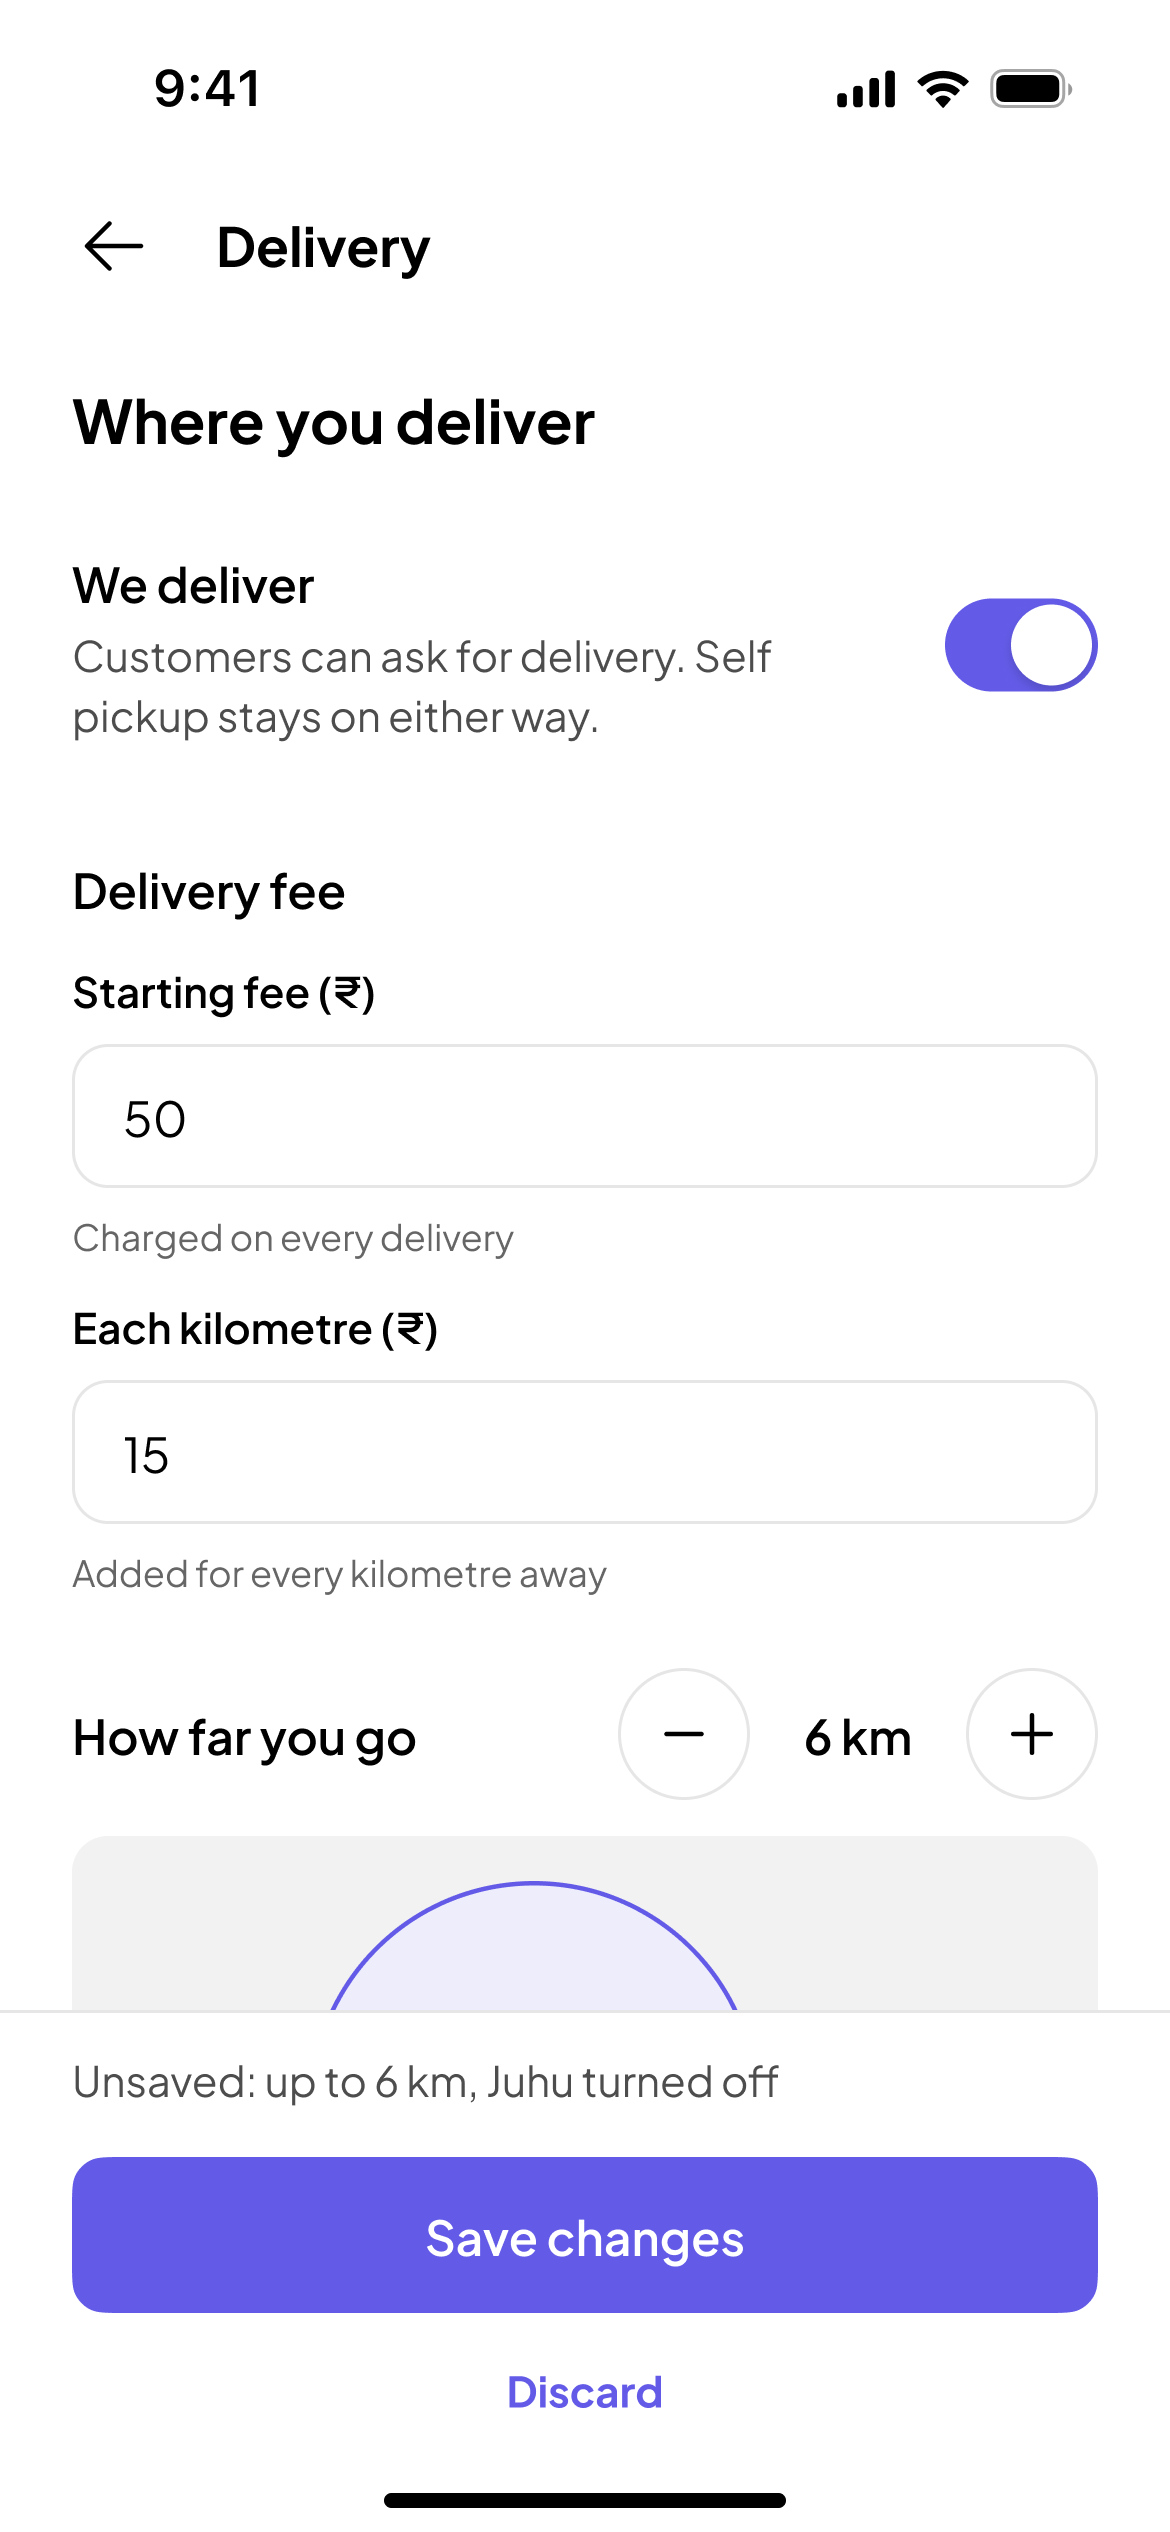 9:41
Delivery
Where you deliver
We deliver
Customers can ask for delivery. Self
pickup stays on either way.
Delivery fee
Starting fee (₹)
50
Charged on every delivery
Each kilometre (₹)
15
Added for every kilometre away
How far you go
6 km
Unsaved: up to 6 km, Juhu turned off
Save changes
Discard